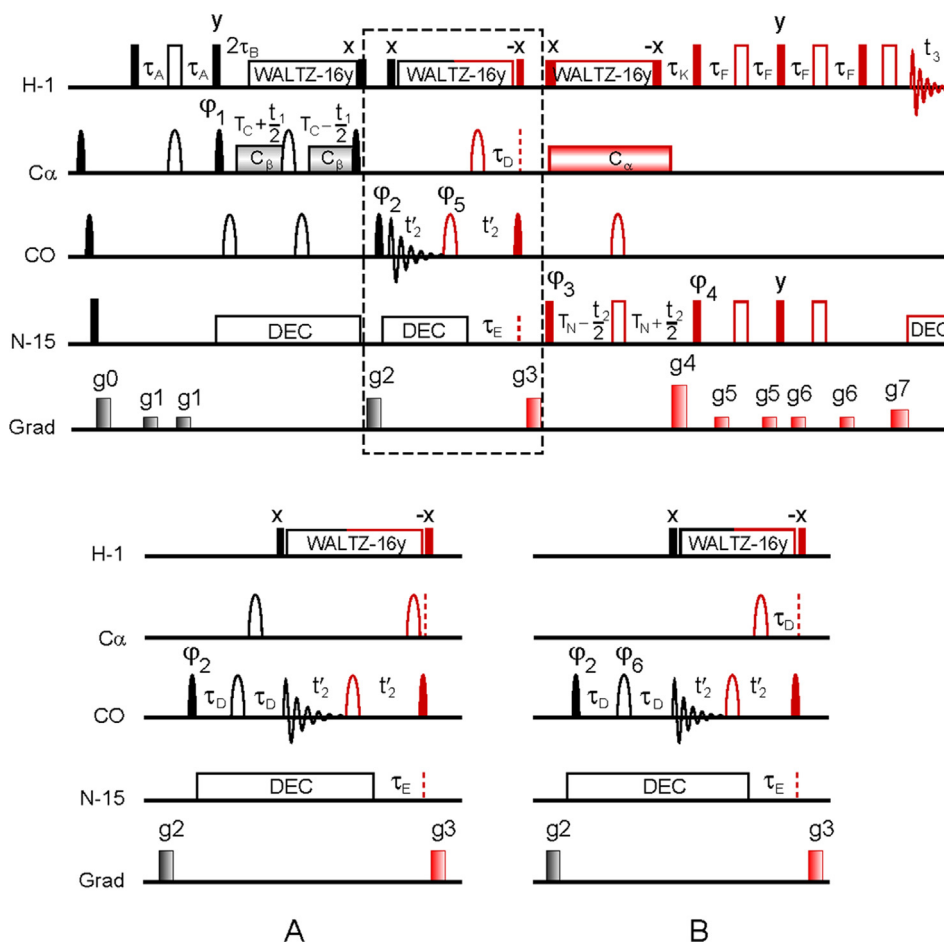 y
τA τA 2τB x x -x x -x τK τF τF y τF τF t3
H-1 WALTZ-16y WALTZ-16y WALTZ-16y
φ1 TC + t1/2 TC − t1/2
Cα Cβ Cβ τD Cα
φ2 t′2 φ5 t′2
CO
φ3 φ4 y
N-15 DEC DEC τE TN − t2/2 TN + t2/2 DEC
g0 g1 g1 g2 g3 g4 g5 g5 g6 g6 g7
Grad
x -x x -x
H-1 WALTZ-16y WALTZ-16y
Cα τD
φ2 φ2 φ6
CO τD τD t′2 t′2 τD τD t′2 t′2
N-15 DEC τE DEC τE
g2 g3 g2 g3
Grad
A B